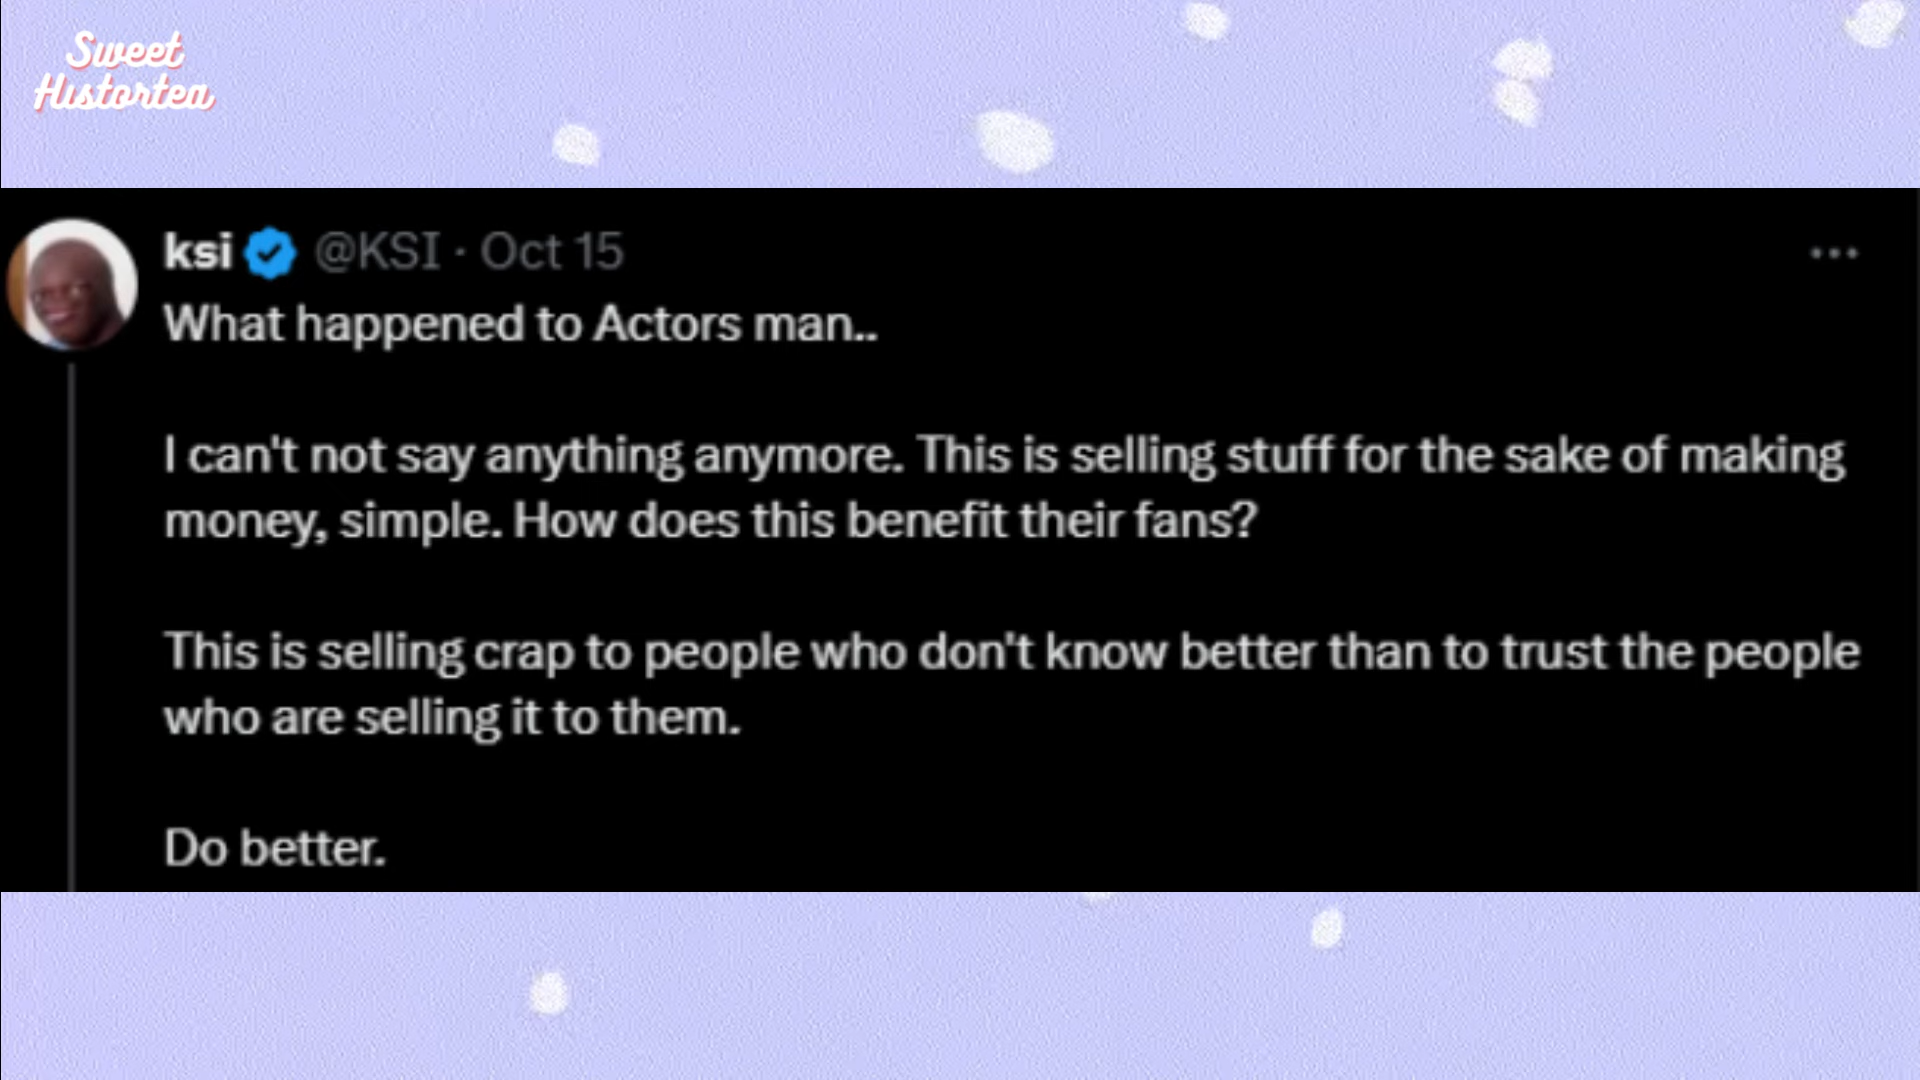 Sweet
Histortea
ksi @KSI · Oct 15
What happened to Actors man..
I can't not say anything anymore. This is selling stuff for the sake of making
money, simple. How does this benefit their fans?
This is selling crap to people who don't know better than to trust the people
who are selling it to them.
Do better.